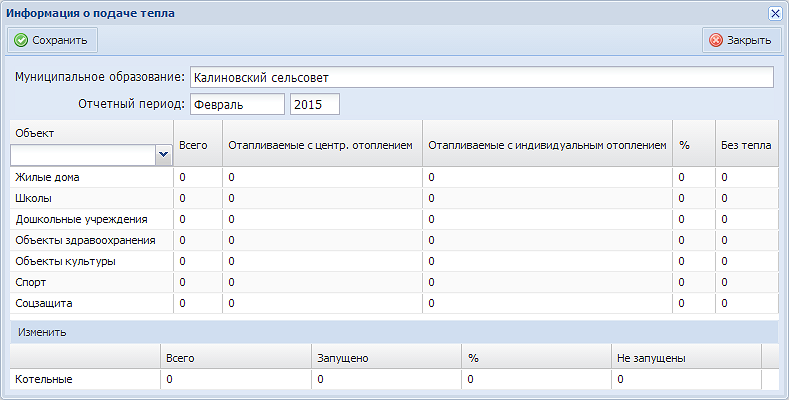 Информация о подаче тепла
Сохранить Закрыть
Муниципальное образование: Калиновский сельсовет
Отчетный период: Февраль 2015
Объект Всего Отапливаемые с центр. отоплением Отапливаемые с индивидуальным отоплением % Без тепла
Жилые дома 0 0 0 0 0
Школы 0 0 0 0 0
Дошкольные учреждения 0 0 0 0 0
Объекты здравоохранения 0 0 0 0 0
Объекты культуры 0 0 0 0 0
Спорт 0 0 0 0 0
Соцзащита 0 0 0 0 0
Изменить
Всего Запущено % Не запущены
Котельные 0 0 0 0